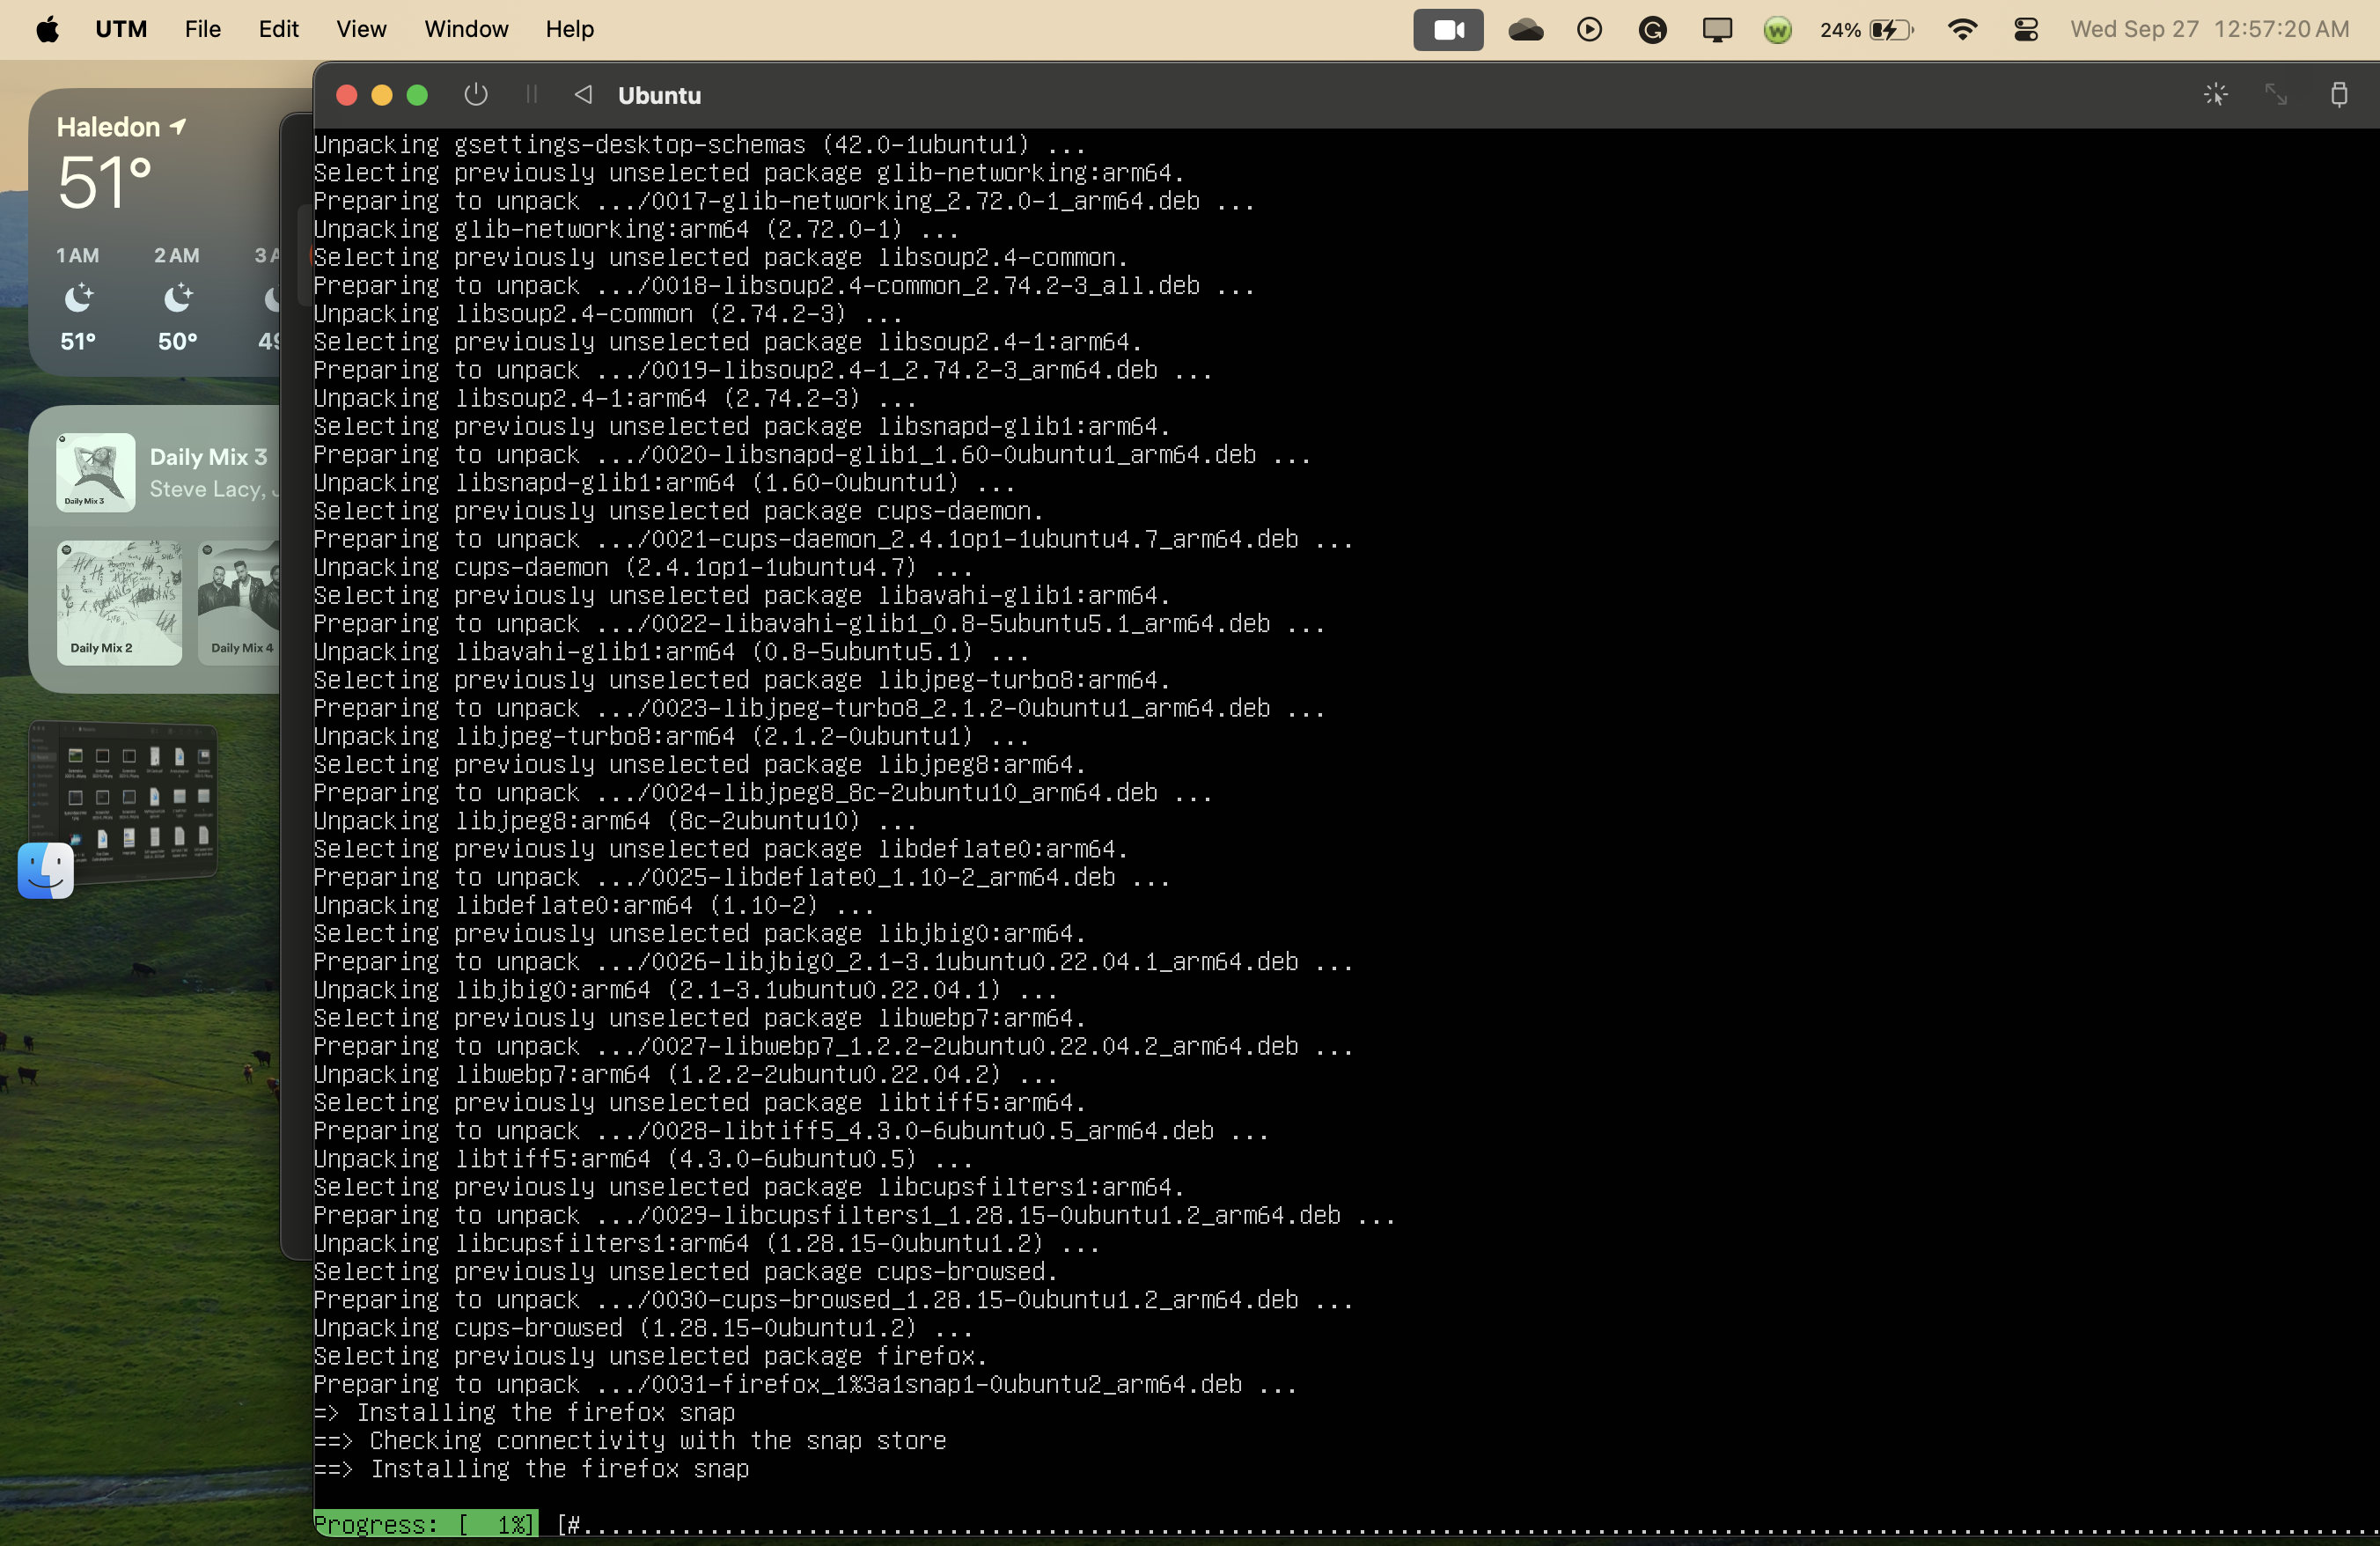 UTM File Edit View Window Help
24% Wed Sep 27 12:57:20 AM
Haledon
51°
1 AM 2 AM 3 A
51° 50° 49
Daily Mix 3
Daily Mix 3
Steve Lacy, J
Daily Mix 2
Daily Mix 4
Ubuntu
Unpacking gsettings-desktop-schemas (42.0-1ubuntu1) ...
Selecting previously unselected package glib-networking:arm64.
Preparing to unpack .../0017-glib-networking_2.72.0-1_arm64.deb ...
Unpacking glib-networking:arm64 (2.72.0-1) ...
Selecting previously unselected package libsoup2.4-common.
Preparing to unpack .../0018-libsoup2.4-common_2.74.2-3_all.deb ...
Unpacking libsoup2.4-common (2.74.2-3) ...
Selecting previously unselected package libsoup2.4-1:arm64.
Preparing to unpack .../0019-libsoup2.4-1_2.74.2-3_arm64.deb ...
Unpacking libsoup2.4-1:arm64 (2.74.2-3) ...
Selecting previously unselected package libsnapd-glib1:arm64.
Preparing to unpack .../0020-libsnapd-glib1_1.60-0ubuntu1_arm64.deb ...
Unpacking libsnapd-glib1:arm64 (1.60-0ubuntu1) ...
Selecting previously unselected package cups-daemon.
Preparing to unpack .../0021-cups-daemon_2.4.1op1-1ubuntu4.7_arm64.deb ...
Unpacking cups-daemon (2.4.1op1-1ubuntu4.7) ...
Selecting previously unselected package libavahi-glib1:arm64.
Preparing to unpack .../0022-libavahi-glib1_0.8-5ubuntu5.1_arm64.deb ...
Unpacking libavahi-glib1:arm64 (0.8-5ubuntu5.1) ...
Selecting previously unselected package libjpeg-turbo8:arm64.
Preparing to unpack .../0023-libjpeg-turbo8_2.1.2-0ubuntu1_arm64.deb ...
Unpacking libjpeg-turbo8:arm64 (2.1.2-0ubuntu1) ...
Selecting previously unselected package libjpeg8:arm64.
Preparing to unpack .../0024-libjpeg8_8c-2ubuntu10_arm64.deb ...
Unpacking libjpeg8:arm64 (8c-2ubuntu10) ...
Selecting previously unselected package libdeflate0:arm64.
Preparing to unpack .../0025-libdeflate0_1.10-2_arm64.deb ...
Unpacking libdeflate0:arm64 (1.10-2) ...
Selecting previously unselected package libjbig0:arm64.
Preparing to unpack .../0026-libjbig0_2.1-3.1ubuntu0.22.04.1_arm64.deb ...
Unpacking libjbig0:arm64 (2.1-3.1ubuntu0.22.04.1) ...
Selecting previously unselected package libwebp7:arm64.
Preparing to unpack .../0027-libwebp7_1.2.2-2ubuntu0.22.04.2_arm64.deb ...
Unpacking libwebp7:arm64 (1.2.2-2ubuntu0.22.04.2) ...
Selecting previously unselected package libtiff5:arm64.
Preparing to unpack .../0028-libtiff5_4.3.0-6ubuntu0.5_arm64.deb ...
Unpacking libtiff5:arm64 (4.3.0-6ubuntu0.5) ...
Selecting previously unselected package libcupsfilters1:arm64.
Preparing to unpack .../0029-libcupsfilters1_1.28.15-0ubuntu1.2_arm64.deb ...
Unpacking libcupsfilters1:arm64 (1.28.15-0ubuntu1.2) ...
Selecting previously unselected package cups-browsed.
Preparing to unpack .../0030-cups-browsed_1.28.15-0ubuntu1.2_arm64.deb ...
Unpacking cups-browsed (1.28.15-0ubuntu1.2) ...
Selecting previously unselected package firefox.
Preparing to unpack .../0031-firefox_1%3a1snap1-0ubuntu2_arm64.deb ...
=> Installing the firefox snap
==> Checking connectivity with the snap store
==> Installing the firefox snap
Progress: [  1%] [#..........................................................................................................................